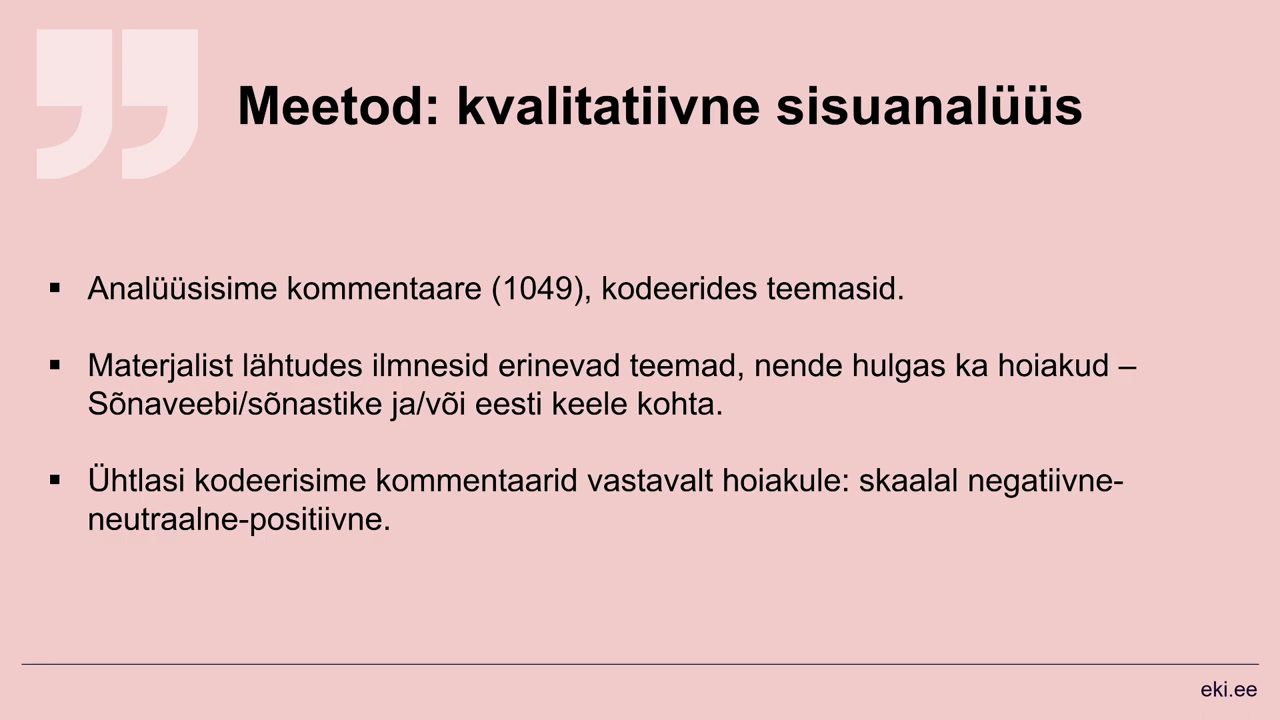 Meetod: kvalitatiivne sisuanalüüs
▪ Analüüsisime kommentaare (1049), kodeerides teemasid.
▪ Materjalist lähtudes ilmnesid erinevad teemad, nende hulgas ka hoiakud –
Sõnaveebi/sõnastike ja/või eesti keele kohta.
▪ Ühtlasi kodeerisime kommentaarid vastavalt hoiakule: skaalal negatiivne-
neutraalne-positiivne.
eki.ee